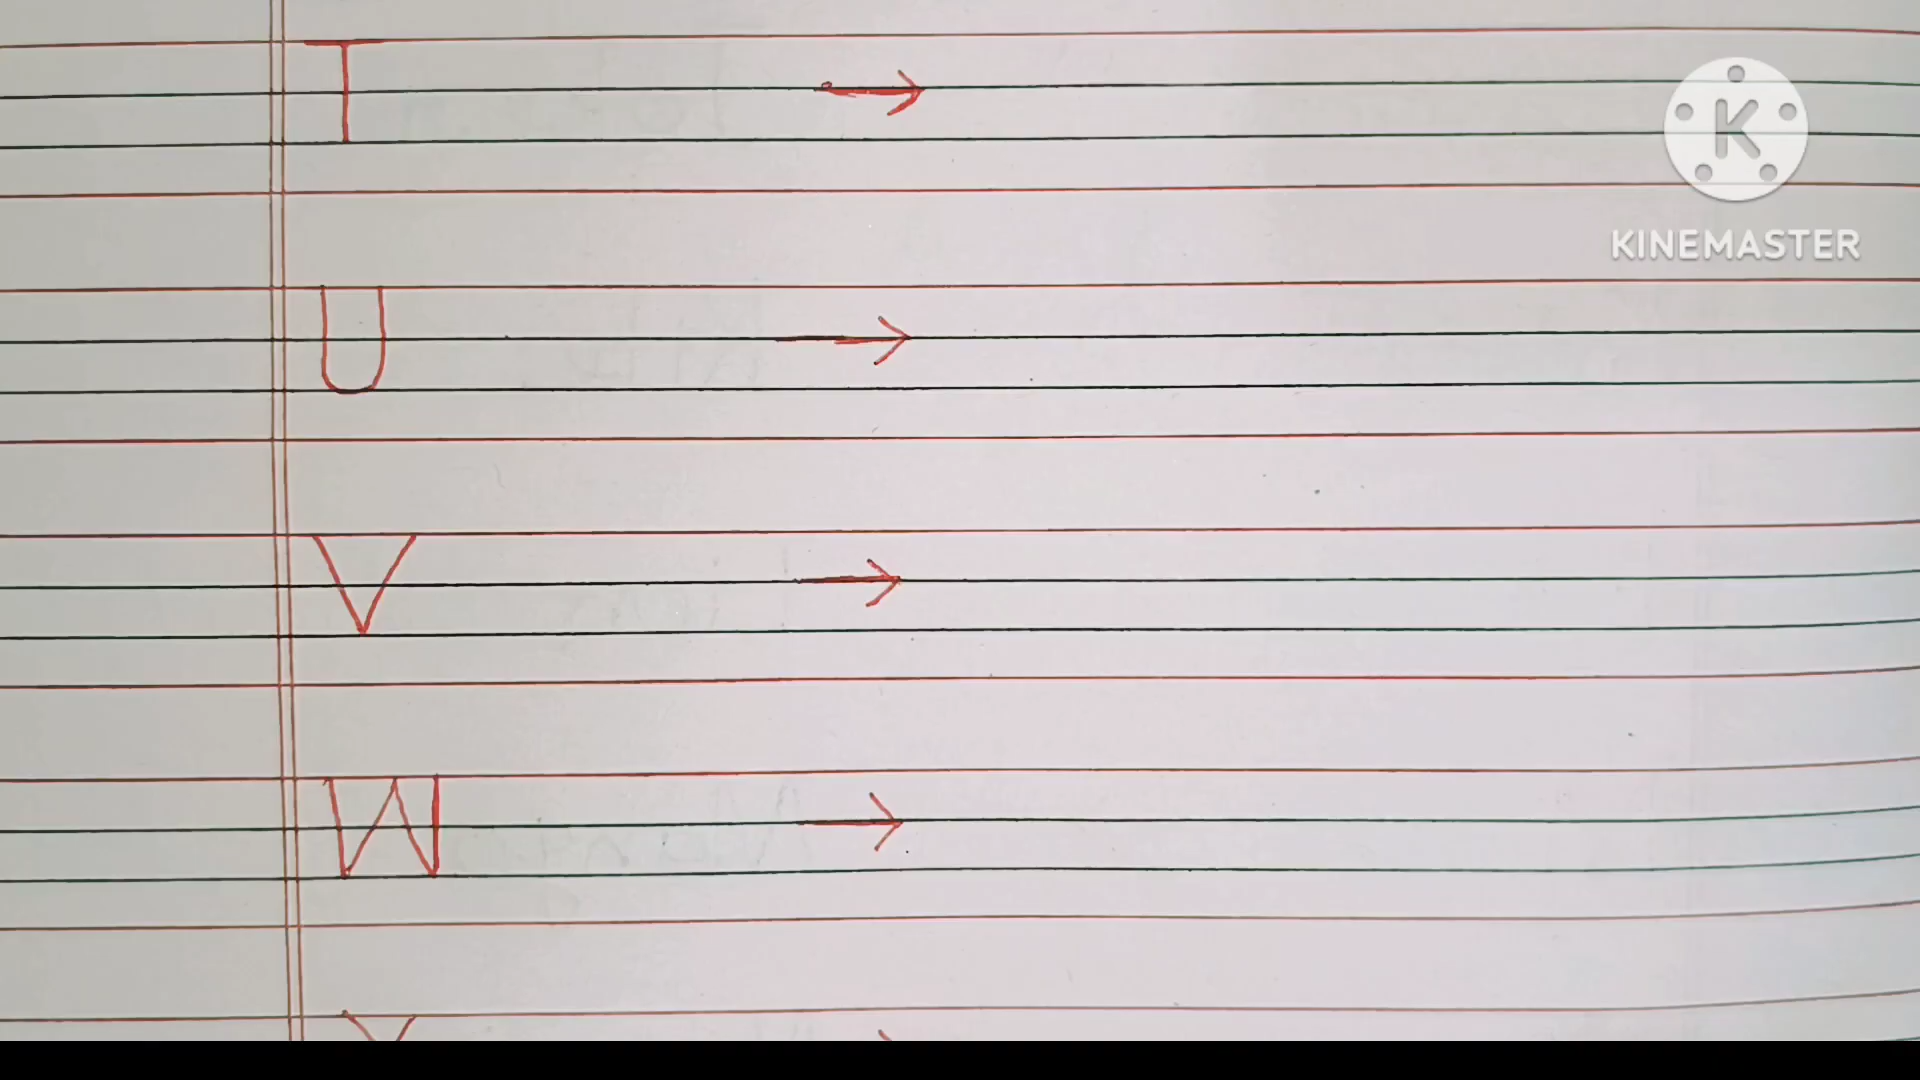 T →
KINEMASTER
U →
V →
W →